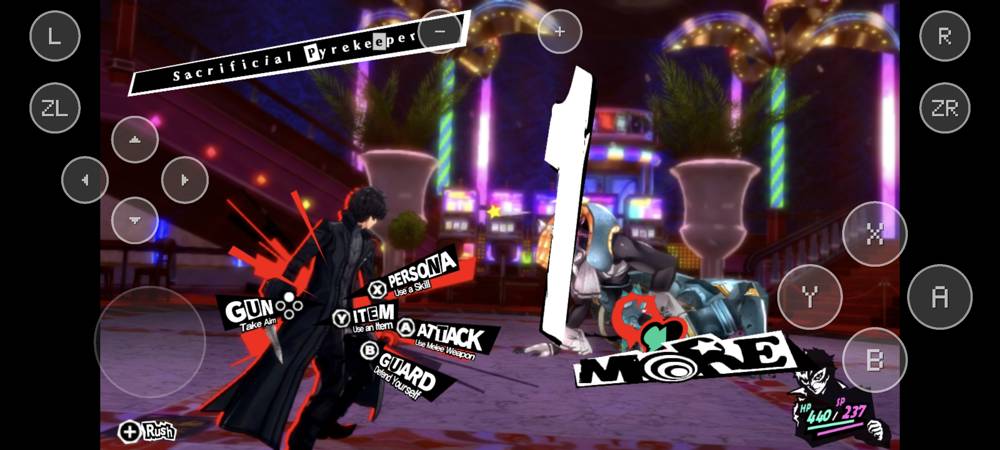 L
ZL
−
+
R
ZR
Sacrificial Pyrekeeper
1
MORE
X PERSONA
Use a Skill
GUN
Take Aim
Y ITEM
Use an Item
A ATTACK
Use Melee Weapon
B GUARD
Defend Yourself
X
Y
A
B
HP 440/ SP 237
+ Rush